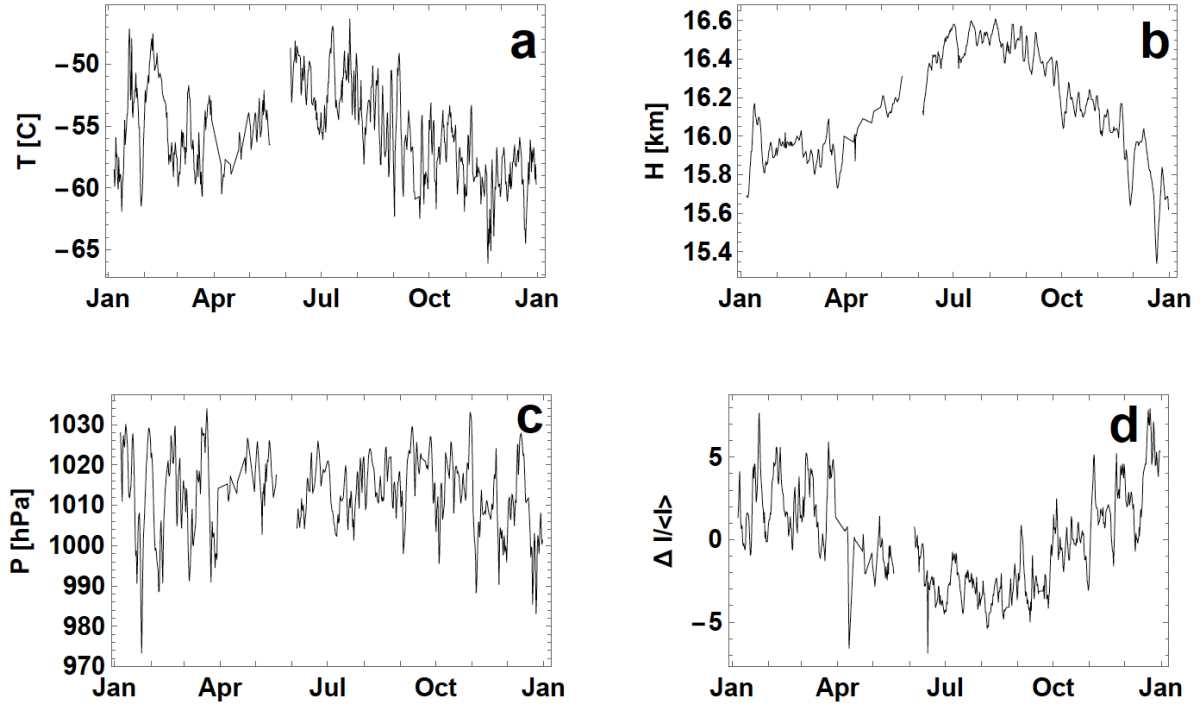 a
T [C]
−50
−55
−60
−65
Jan Apr Jul Oct Jan
b
H [km]
16.6
16.4
16.2
16.0
15.8
15.6
15.4
Jan Apr Jul Oct Jan
c
P [hPa]
1030
1020
1010
1000
990
980
970
Jan Apr Jul Oct Jan
d
Δ I/<I>
5
0
−5
Jan Apr Jul Oct Jan